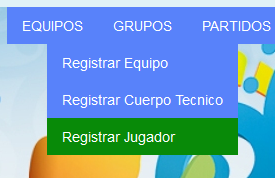 EQUIPOS GRUPOS PARTIDOS
Registrar Equipo
Registrar Cuerpo Tecnico
Registrar Jugador